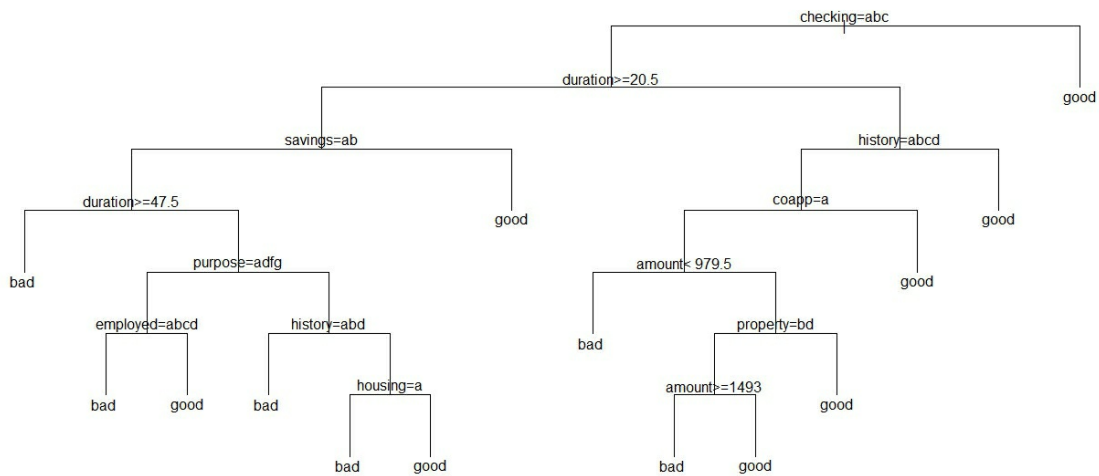 checking=abc
duration>=20.5
good
savings=ab
history=abcd
duration>=47.5
good
coapp=a
good
bad
purpose=adfg
amount< 979.5
good
employed=abcd
history=abd
bad
property=bd
bad
good
bad
housing=a
amount>=1493
good
bad
good
bad
good